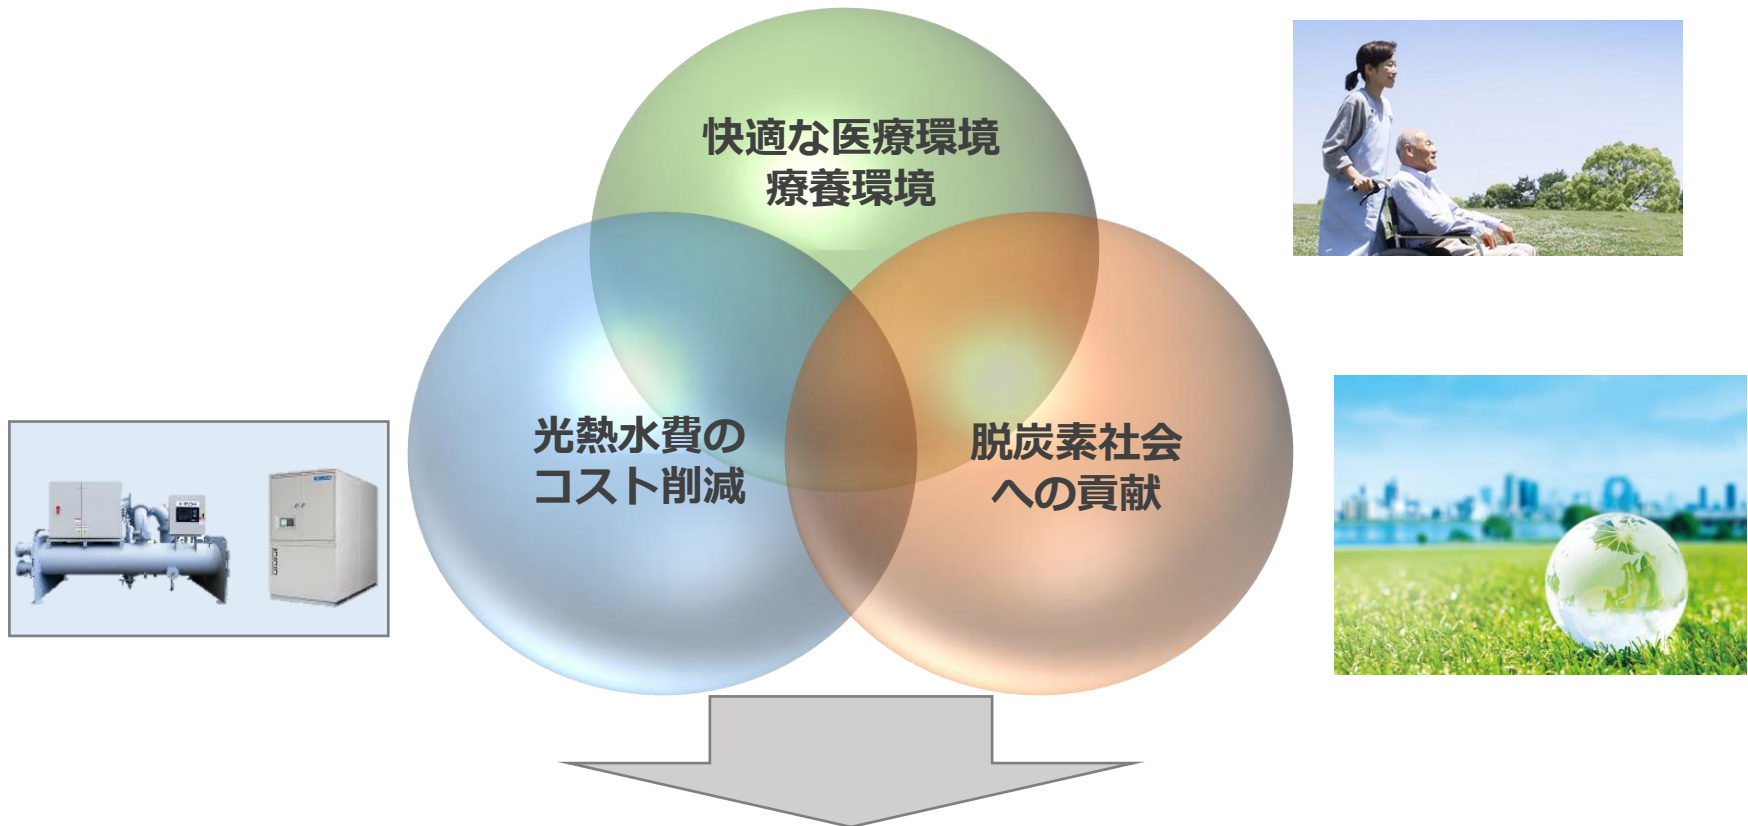 快適な医療環境
療養環境
光熱水費の
コスト削減
脱炭素社会
への貢献